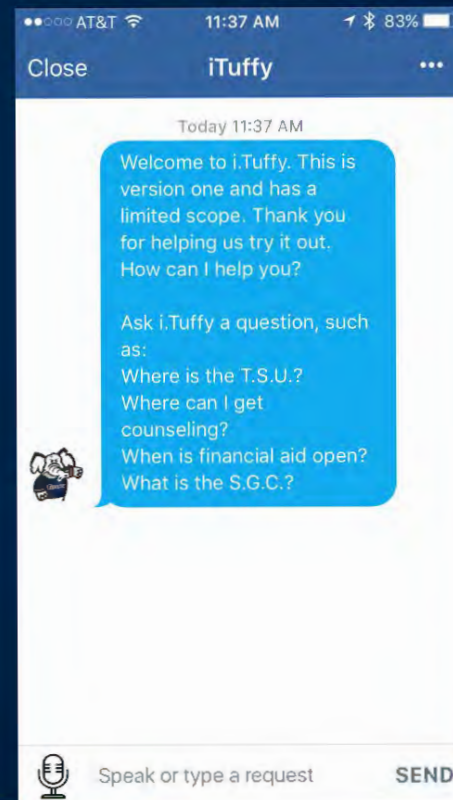 AT&T 11:37 AM 83%
Close iTuffy
Today 11:37 AM
Welcome to i.Tuffy. This is
version one and has a
limited scope. Thank you
for helping us try it out.
How can I help you?
Ask i.Tuffy a question, such
as:
Where is the T.S.U.?
Where can I get
counseling?
When is financial aid open?
What is the S.G.C.?
Speak or type a request SEND